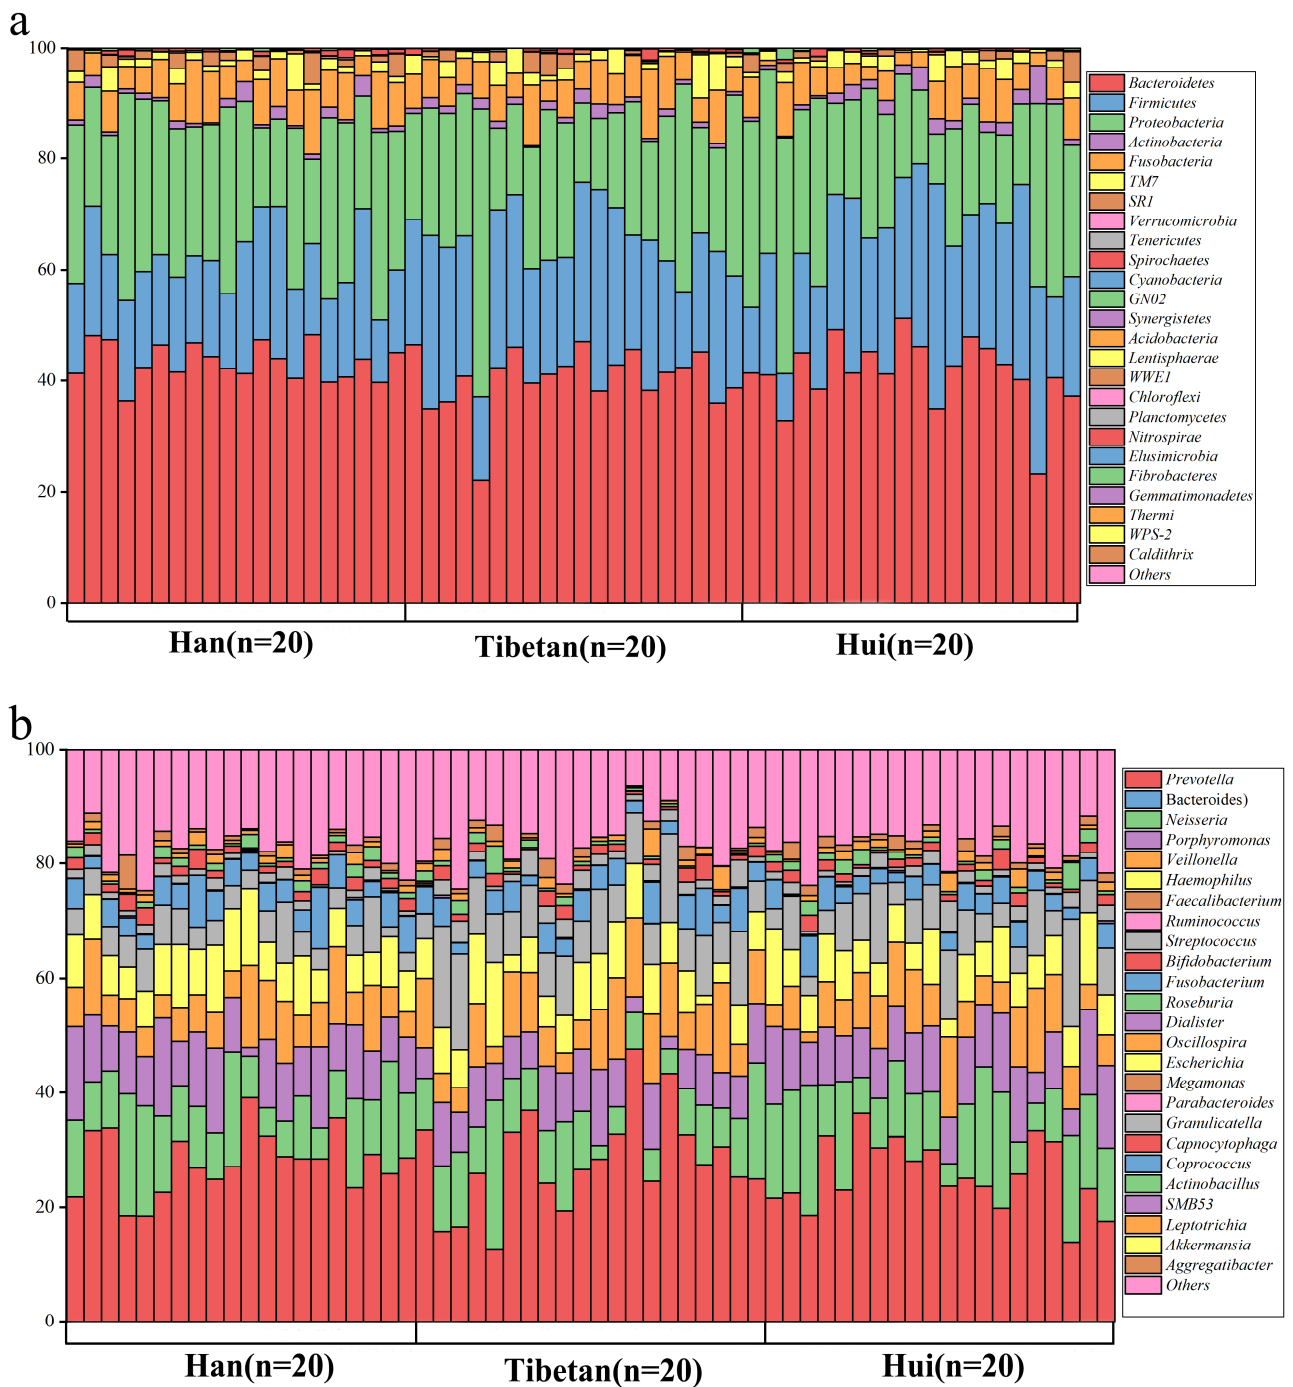 a
100
80
60
40
20
0
Han(n=20)
Tibetan(n=20)
Hui(n=20)
Bacteroidetes
Firmicutes
Proteobacteria
Actinobacteria
Fusobacteria
TM7
SR1
Verrucomicrobia
Tenericutes
Spirochaetes
Cyanobacteria
GN02
Synergistetes
Acidobacteria
Lentisphaerae
WWE1
Chloroflexi
Planctomycetes
Nitrospirae
Elusimicrobia
Fibrobacteres
Gemmatimonadetes
Thermi
WPS-2
Caldithrix
Others
b
100
80
60
40
20
0
Han(n=20)
Tibetan(n=20)
Hui(n=20)
Prevotella
Bacteroides)
Neisseria
Porphyromonas
Veillonella
Haemophilus
Faecalibacterium
Ruminococcus
Streptococcus
Bifidobacterium
Fusobacterium
Roseburia
Dialister
Oscillospira
Escherichia
Megamonas
Parabacteroides
Granulicatella
Capnocytophaga
Coprococcus
Actinobacillus
SMB53
Leptotrichia
Akkermansia
Aggregatibacter
Others